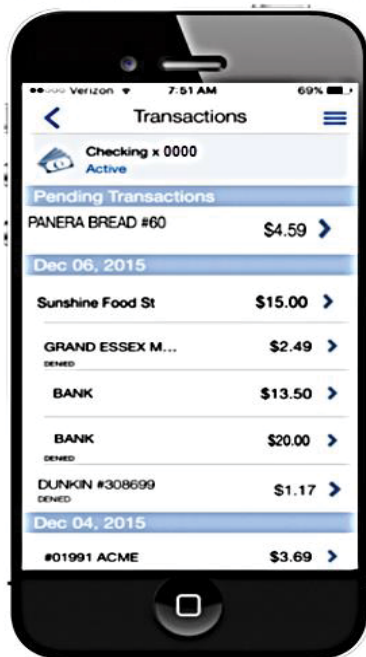 Verizon 7:51 AM 69%
Transactions
Checking x 0000
Active
Pending Transactions
PANERA BREAD #60 $4.59
Dec 06, 2015
Sunshine Food St $15.00
GRAND ESSEX M... $2.49
DENIED
BANK $13.50
BANK $20.00
DENIED
DUNKIN #308699 $1.17
DENIED
Dec 04, 2015
#01991 ACME $3.69